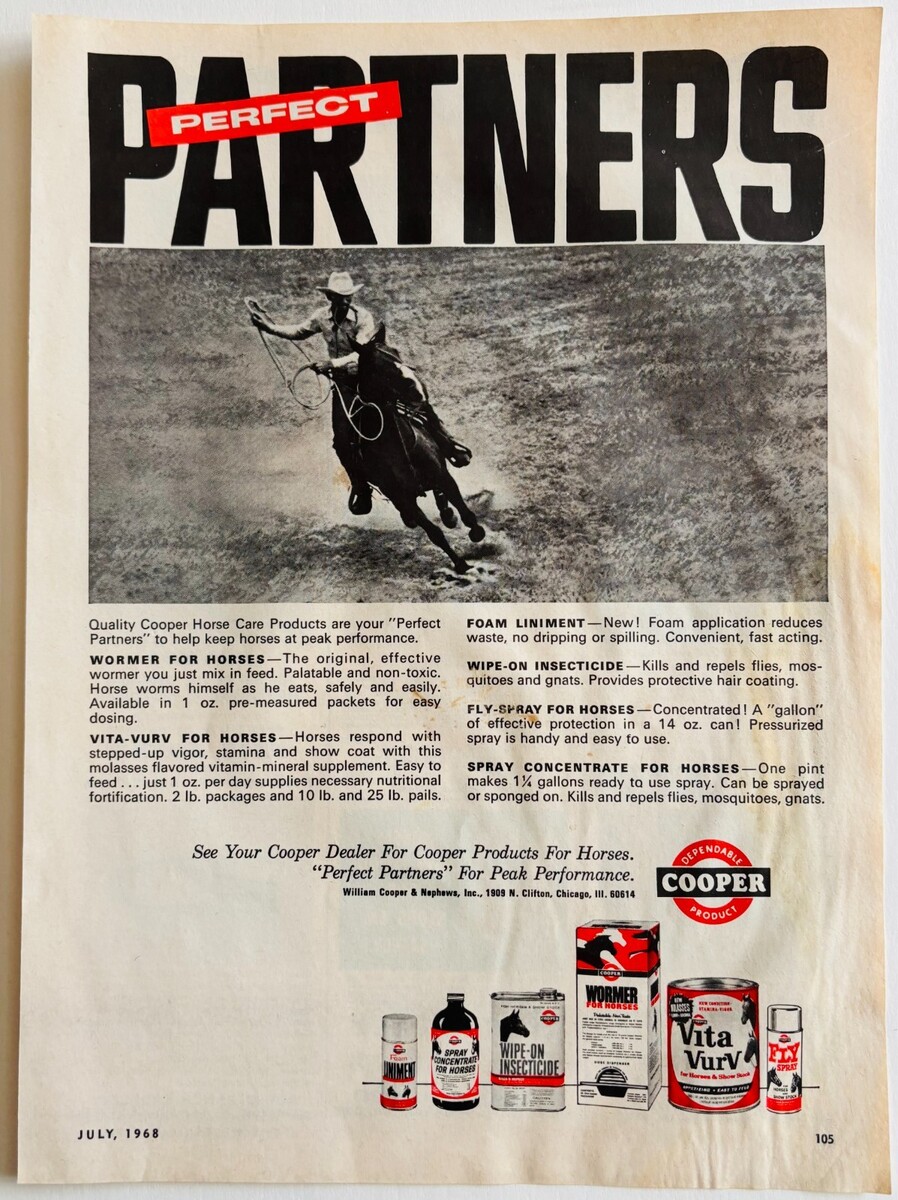 PERFECT
PARTNERS
Quality Cooper Horse Care Products are your "Perfect
Partners" to help keep horses at peak performance.
WORMER FOR HORSES—The original, effective
wormer you just mix in feed. Palatable and non-toxic.
Horse worms himself as he eats, safely and easily.
Available in 1 oz. pre-measured packets for easy
dosing.
VITA-VURV FOR HORSES—Horses respond with
stepped-up vigor, stamina and show coat with this
molasses flavored vitamin-mineral supplement. Easy to
feed . . . just 1 oz. per day supplies necessary nutritional
fortification. 2 lb. packages and 10 lb. and 25 lb. pails.
FOAM LINIMENT—New! Foam application reduces
waste, no dripping or spilling. Convenient, fast acting.
WIPE-ON INSECTICIDE—Kills and repels flies, mos-
quitoes and gnats. Provides protective hair coating.
FLY-SPRAY FOR HORSES—Concentrated! A "gallon"
of effective protection in a 14 oz. can! Pressurized
spray is handy and easy to use.
SPRAY CONCENTRATE FOR HORSES—One pint
makes 1¼ gallons ready to use spray. Can be sprayed
or sponged on. Kills and repels flies, mosquitoes, gnats.
See Your Cooper Dealer For Cooper Products For Horses.
"Perfect Partners" For Peak Performance.
William Cooper & Nephews, Inc., 1909 N. Clifton, Chicago, Ill. 60614
DEPENDABLE
COOPER
PRODUCT
Foam
LINIMENT
SPRAY
CONCENTRATE
FOR HORSES
COOPER
WIPE-ON
INSECTICIDE
COOPER
WORMER
FOR HORSES
Vita
VurV
for Horses & Show Stock
APPETIZING • EASY TO FEED
FLY
SPRAY
HORSES
SHOW STOCK
JULY, 1968
105